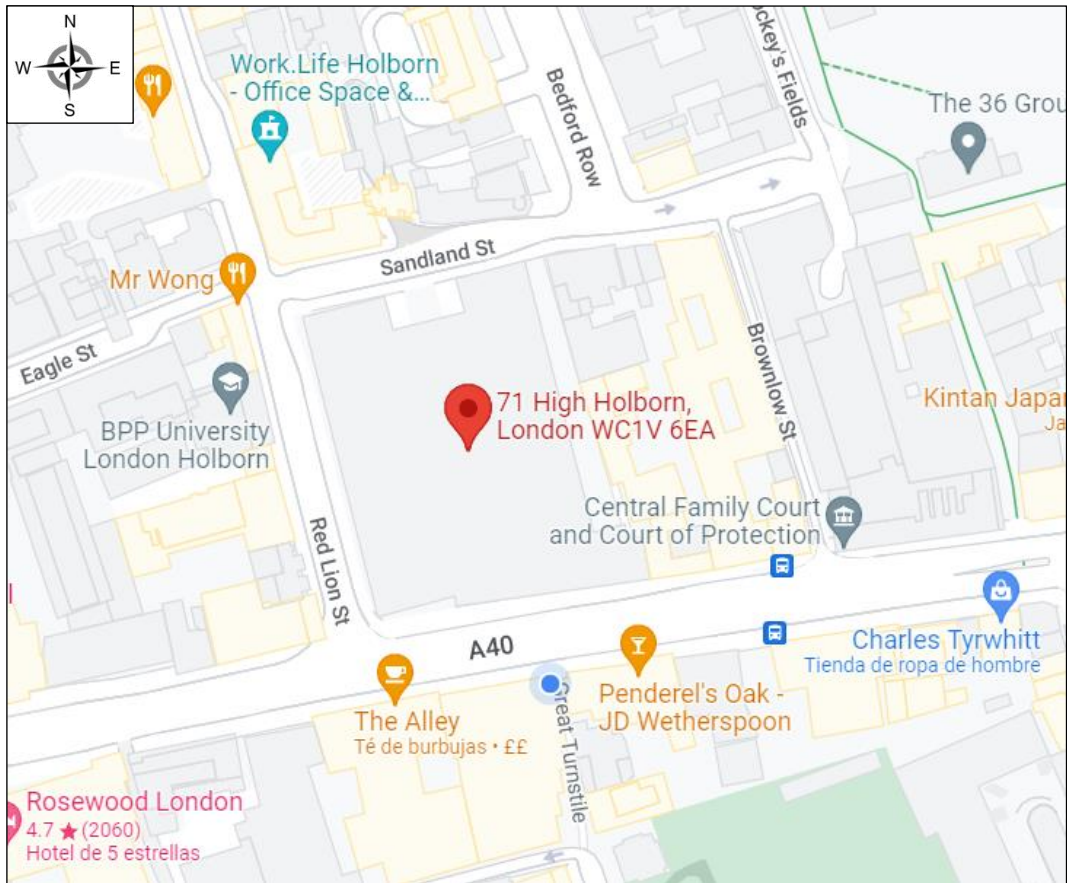 N
W E
S
Work.Life Holborn
- Office Space &...
Bedford Row
ockey's Fields
The 36 Grou
Sandland St
Mr Wong
Eagle St
BPP University
London Holborn
71 High Holborn,
London WC1V 6EA
Brownlow St
Kintan Japa
Ja
Central Family Court
and Court of Protection
Red Lion St
A40
Charles Tyrwhitt
Tienda de ropa de hombre
The Alley
Té de burbujas • ££
Great Turnstile
Penderel's Oak -
JD Wetherspoon
Rosewood London
4.7 ★ (2060)
Hotel de 5 estrellas